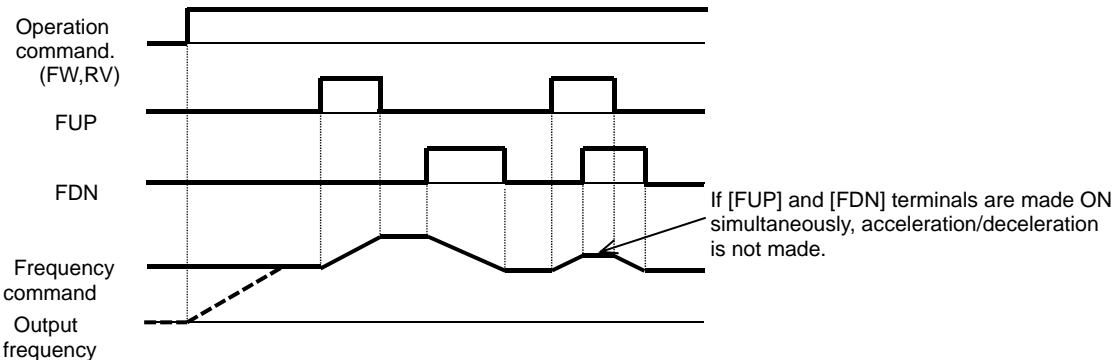 Operation
command.
(FW,RV)
FUP
FDN
If [FUP] and [FDN] terminals are made ON
simultaneously, acceleration/deceleration
is not made.
Frequency
command
Output
frequency